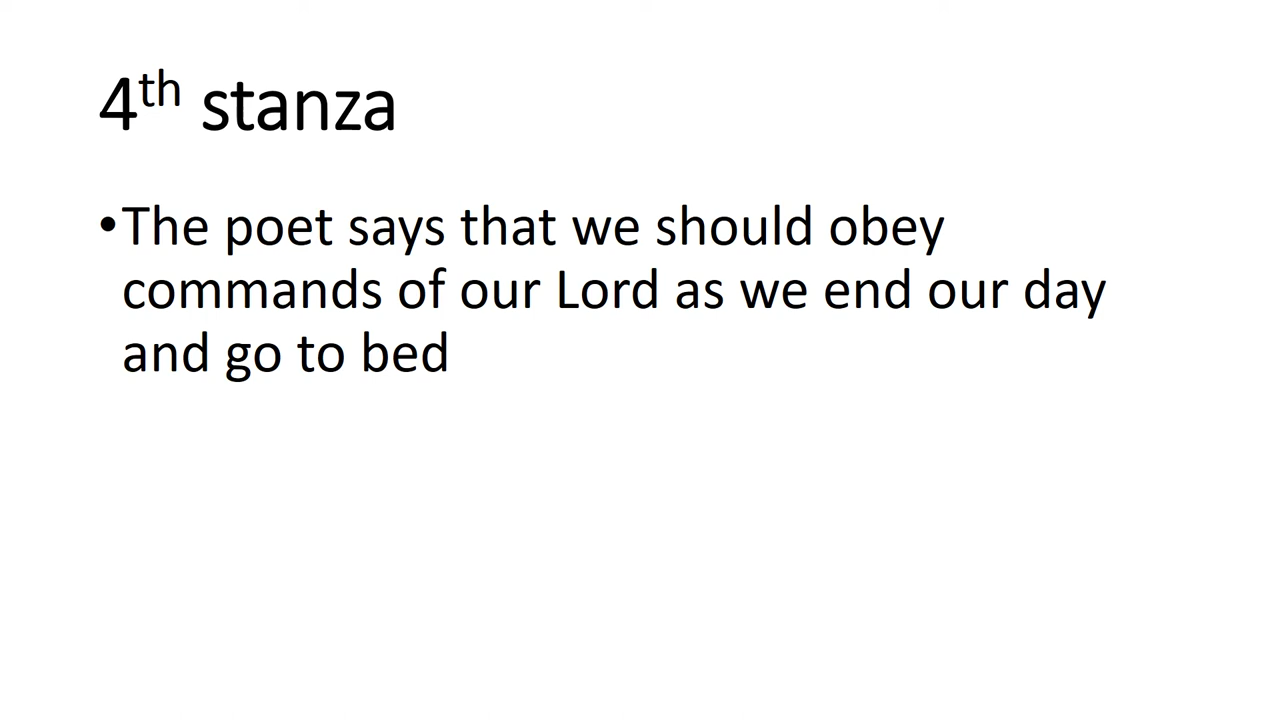 4th stanza
•The poet says that we should obey
commands of our Lord as we end our day
and go to bed